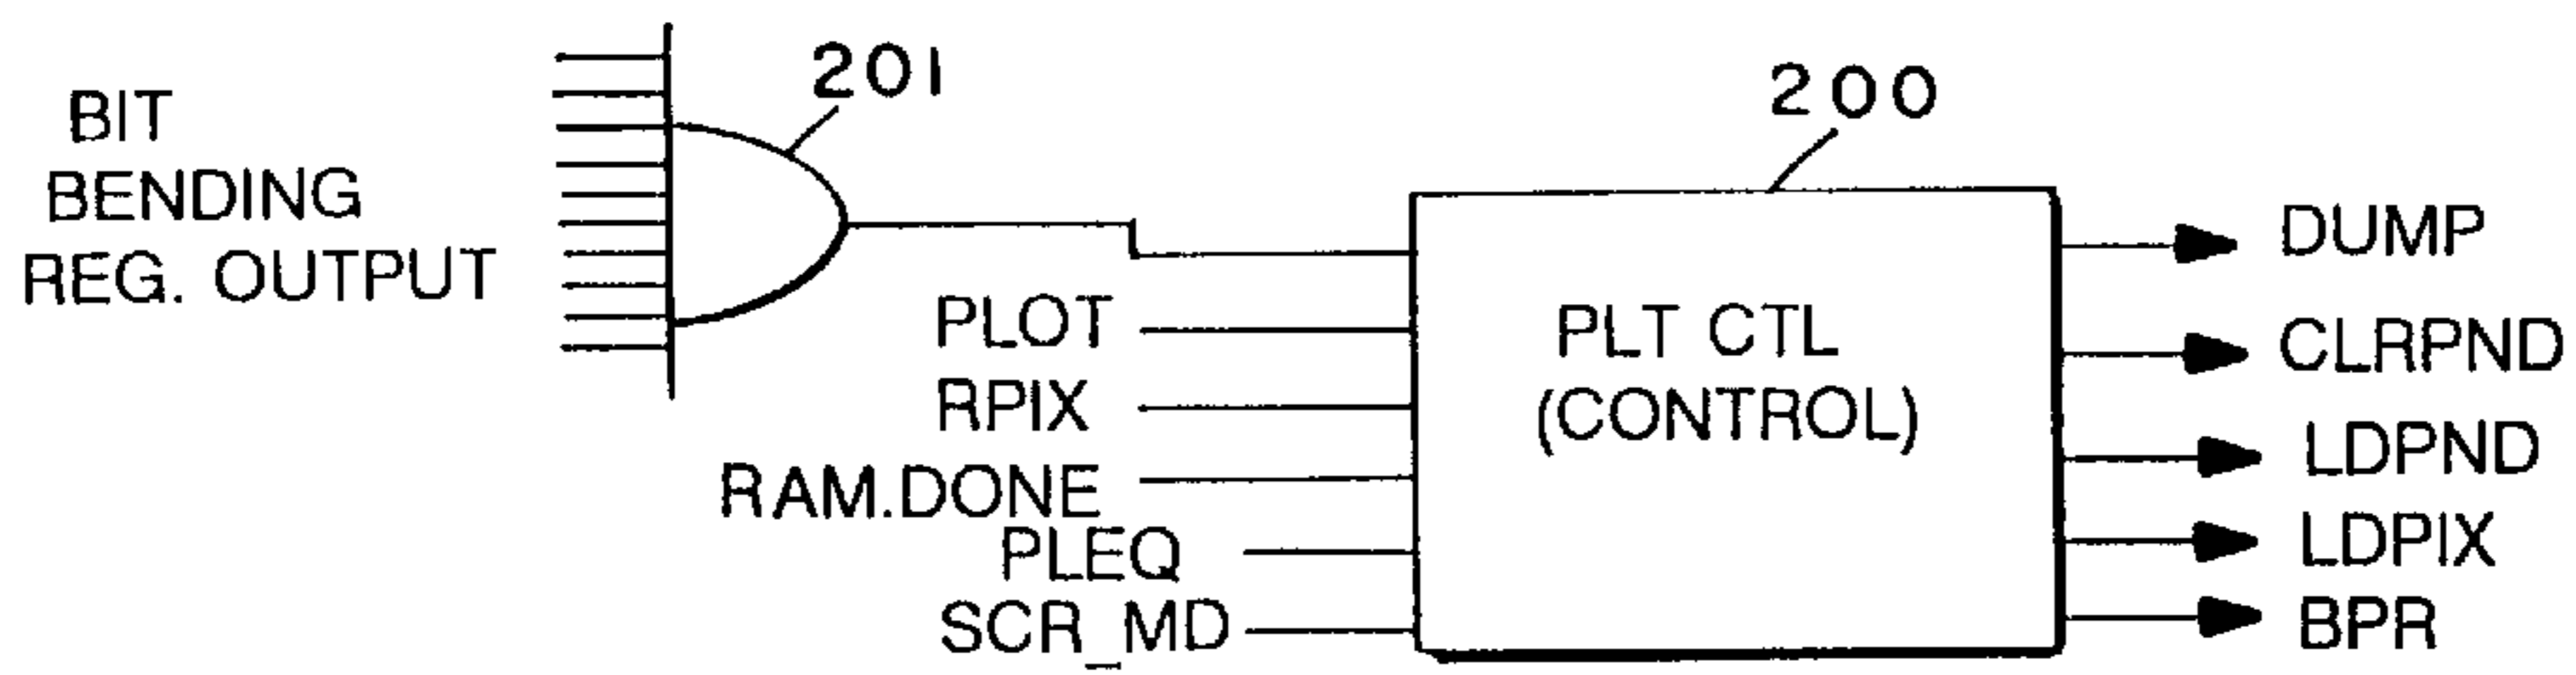 201
200
BIT
BENDING
REG. OUTPUT
PLOT
RPIX
RAM.DONE
PLEQ
SCR_MD
PLT CTL
(CONTROL)
DUMP
CLRPND
LDPND
LDPIX
BPR